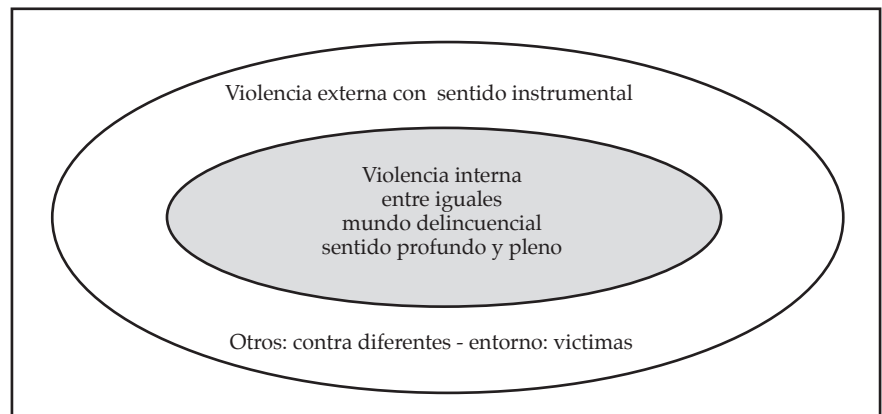 Violencia externa con sentido instrumental
Violencia interna
entre iguales
mundo delincuencial
sentido profundo y pleno
Otros: contra diferentes - entorno: victimas